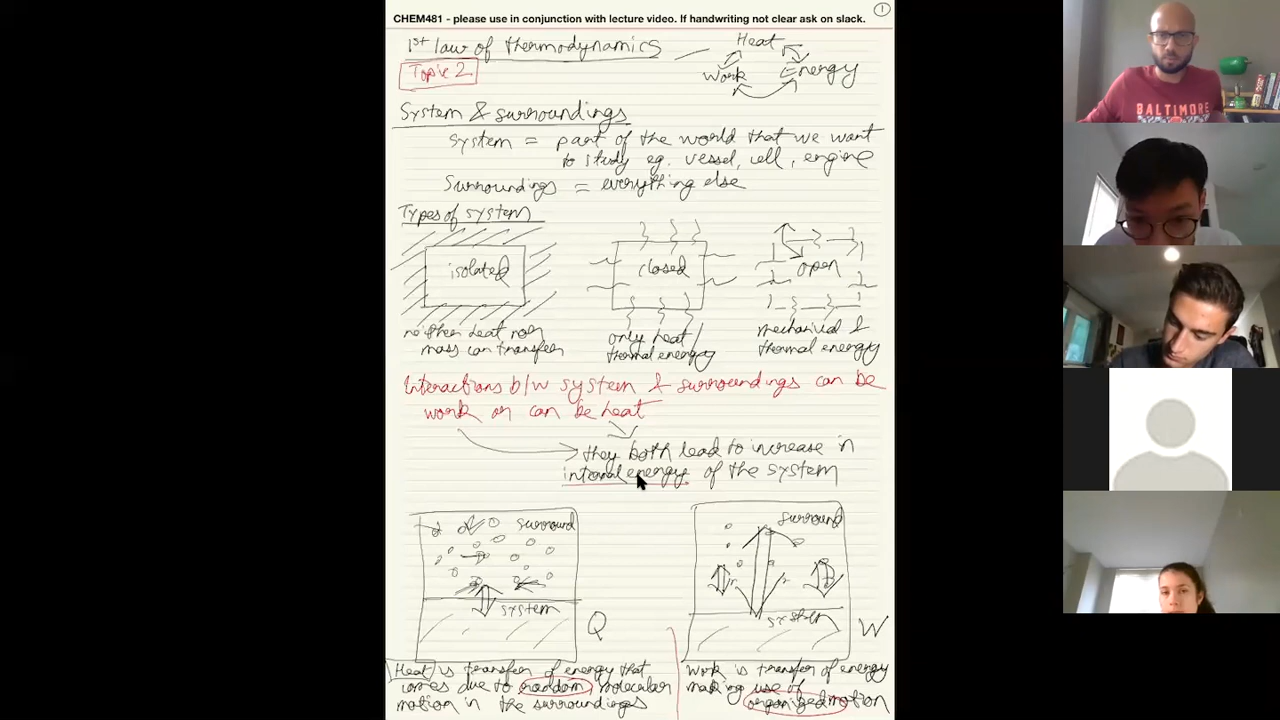 CHEM481 - please use in conjunction with lecture video. If handwriting not clear ask on slack.
1
1st law of thermodynamics
Heat
Work
Energy
Topic 2
System & surroundings
System = part of the world that we want
to study eg. vessel, cell, engine
Surroundings = everything else
Types of system
isolated
closed
open
neither heat nor
mass can transfer
only heat/
thermal energy
mechanical &
thermal energy
Interactions b/w system & surroundings can be
work or can be heat
they both lead to increase in
internal energy of the system
surround
system
Q
surround
system
W
Heat is transfer of energy that
comes due to random molecular
motion in the surroundings
Work is transfer of energy
making use of
organized motion
BALTIMORE